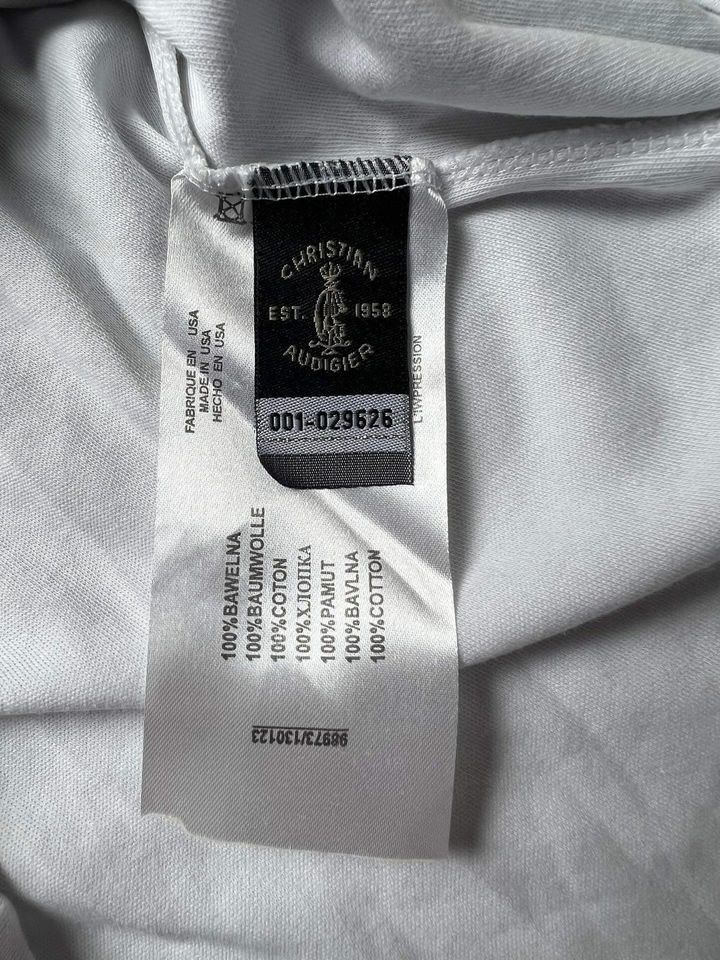 CHRISTIAN
EST. 1958
AUDIGIER
001-029626
FABRIQUE EN USA
MADE IN USA
HECHO EN USA
L'IMPRESSION
100%BAWELNA
100%BAUMWOLLE
100%COTON
100%ХЛОПКА
100%PAMUT
100%BAVLNA
100%COTTON
98973/130123